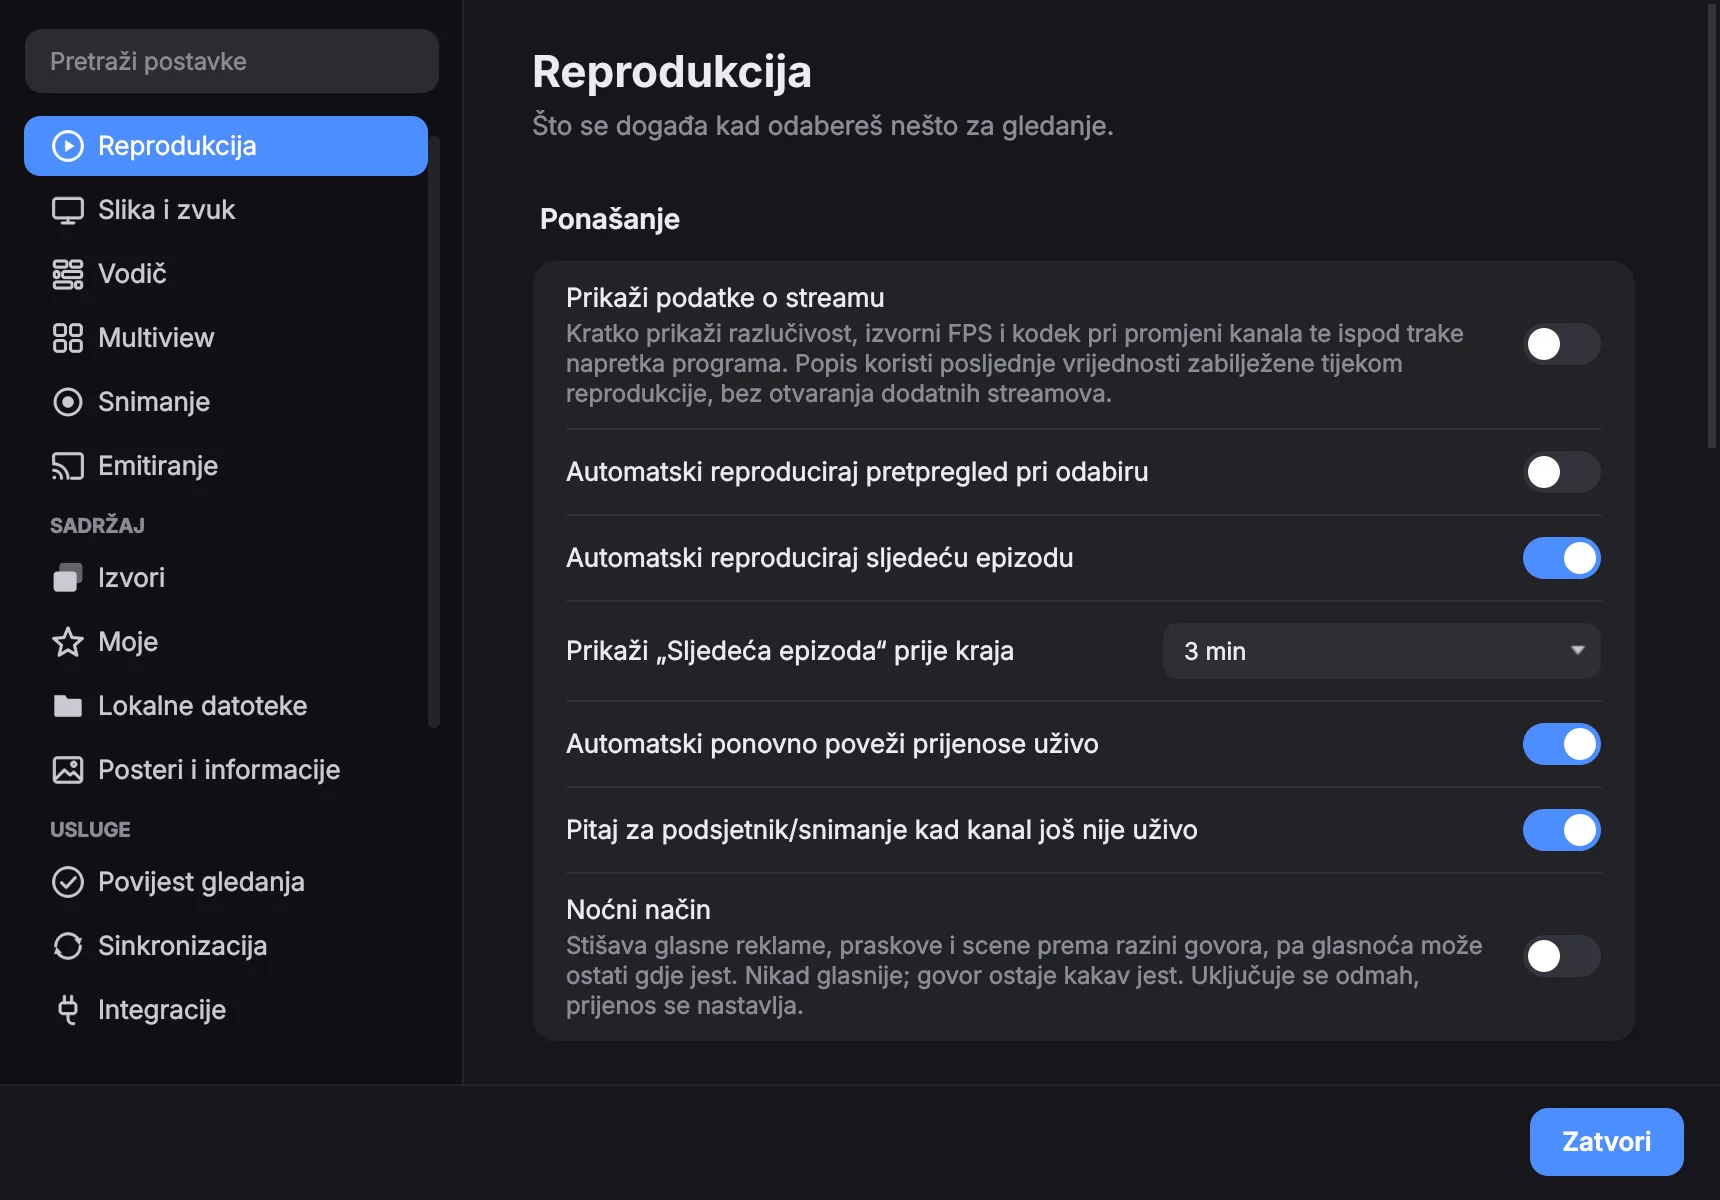 Pretraži postavke
Reprodukcija
Slika i zvuk
Vodič
Multiview
Snimanje
Emitiranje
SADRŽAJ
Izvori
Moje
Lokalne datoteke
Posteri i informacije
USLUGE
Povijest gledanja
Sinkronizacija
Integracije
Reprodukcija
Što se događa kad odabereš nešto za gledanje.
Ponašanje
Prikaži podatke o streamu
Kratko prikaži razlučivost, izvorni FPS i kodek pri promjeni kanala te ispod trake
napretka programa. Popis koristi posljednje vrijednosti zabilježene tijekom
reprodukcije, bez otvaranja dodatnih streamova.
Automatski reproduciraj pretpregled pri odabiru
Automatski reproduciraj sljedeću epizodu
Prikaži „Sljedeća epizoda“ prije kraja
3 min
Automatski ponovno poveži prijenose uživo
Pitaj za podsjetnik/snimanje kad kanal još nije uživo
Noćni način
Stišava glasne reklame, praskove i scene prema razini govora, pa glasnoća može
ostati gdje jest. Nikad glasnije; govor ostaje kakav jest. Uključuje se odmah,
prijenos se nastavlja.
Zatvori